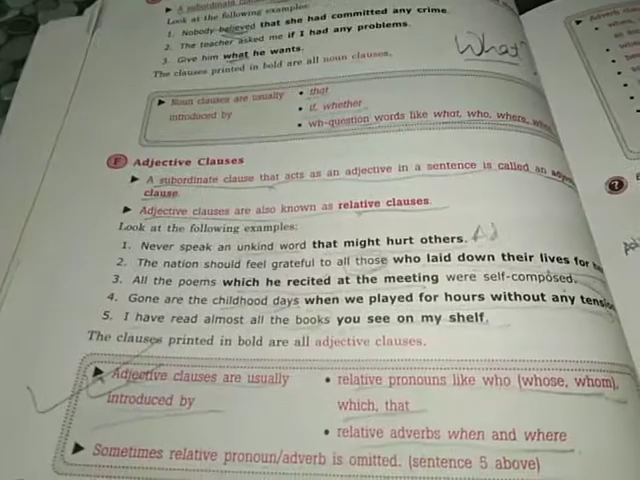 A subordinate
Look at the following examples:
1. Nobody believed that she had committed any crime.
2. The teacher asked me if I had any problems.
3. Give him what he wants.
What?
The clauses printed in bold are all noun clauses.
► Noun clauses are usually introduced by
• that
• if, whether
• wh-question words like what, who, where,
F Adjective Clauses
► A subordinate clause that acts as an adjective in a sentence is called an
clause.
► Adjective clauses are also known as relative clauses.
Look at the following examples:
1. Never speak an unkind word that might hurt others.
2. The nation should feel grateful to all those who laid down their lives for
3. All the poems which he recited at the meeting were self-composed.
4. Gone are the childhood days when we played for hours without any
5. I have read almost all the books you see on my shelf.
The clauses printed in bold are all adjective clauses.
► Adjective clauses are usually introduced by
• relative pronouns like who (whose, whom),
which, that
• relative adverbs when and where
► Sometimes relative pronoun/adverb is omitted. (sentence 5 above)